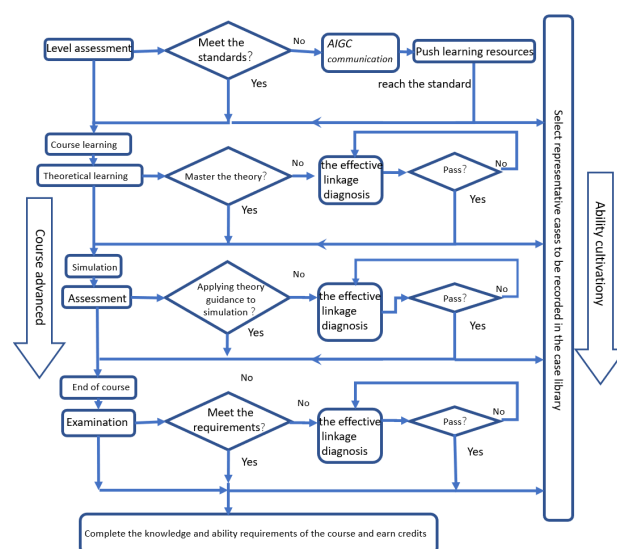 Level assessment
Meet the
standards?
No
AIGC
communication
Push learning resources
Yes
reach the standard
Course learning
Theoretical learning
Master the theory?
No
the effective
linkage
diagnosis
Pass?
No
Yes
Yes
Simulation
Assessment
Applying theory
guidance to
simulation ?
No
the effective
linkage
diagnosis
Pass?
No
Yes
Yes
End of course
No
Examination
Meet the
requirements?
No
the effective
linkage
diagnosis
Pass?
No
Yes
Yes
Complete the knowledge and ability requirements of the course and earn credits
Course advanced
Select representative cases to be recorded in the case library
Ability cultivationy